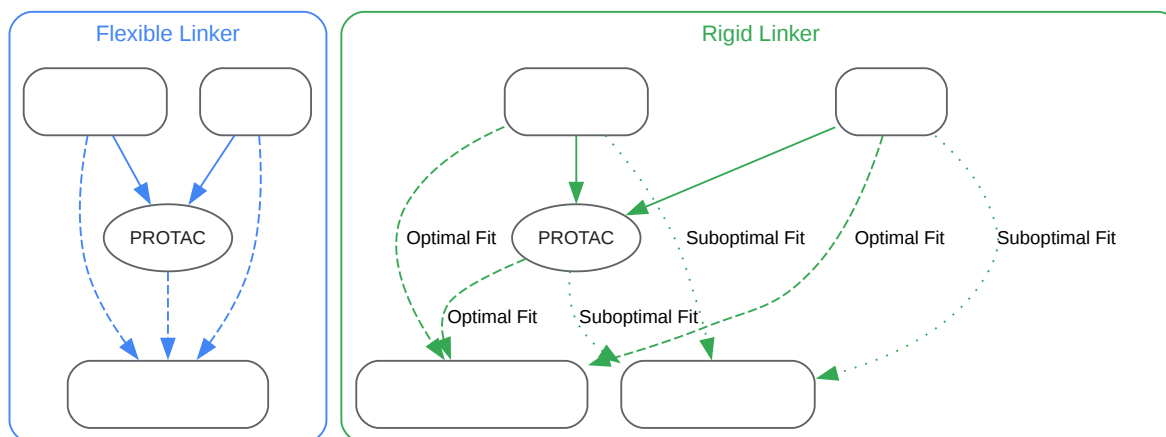 Flexible Linker
Rigid Linker
PROTAC
Optimal Fit
PROTAC
Suboptimal Fit
Optimal Fit
Suboptimal Fit
Optimal Fit
Suboptimal Fit